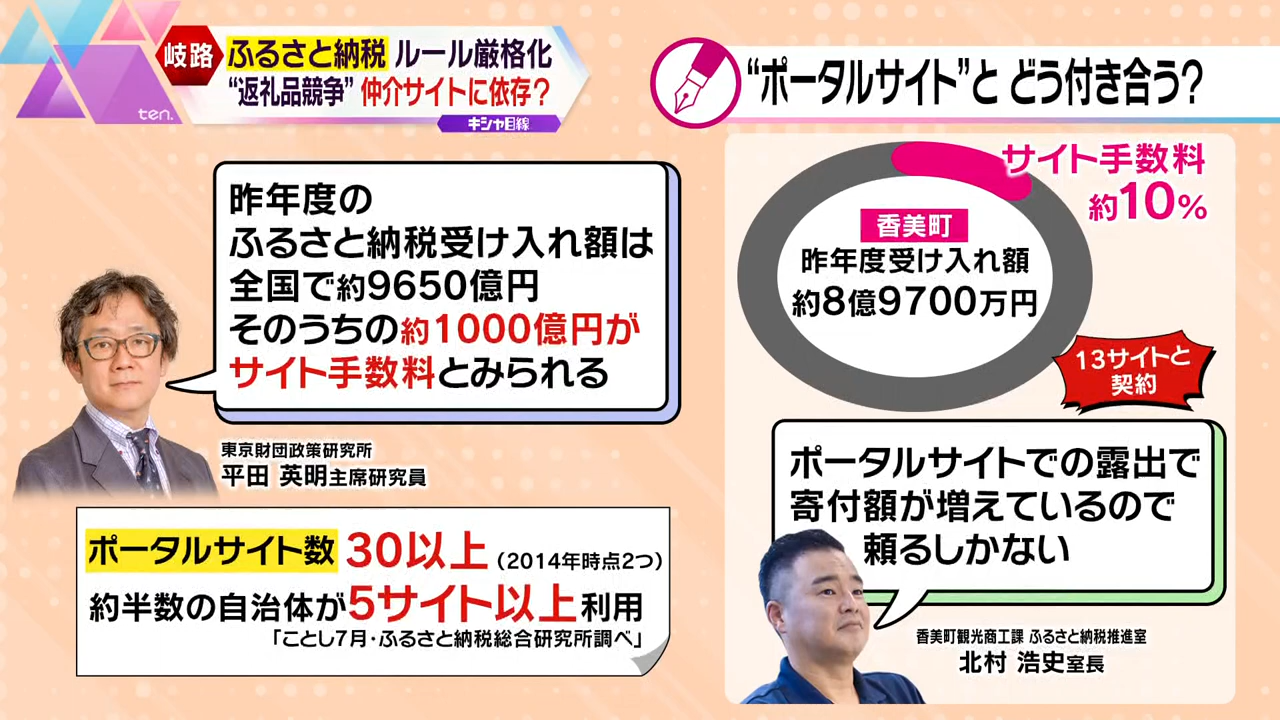 岐路
ふるさと納税 ルール厳格化
“返礼品競争” 仲介サイトに依存？
キシャ目線
ten.
“ポータルサイト”と どう付き合う？
昨年度の
ふるさと納税受け入れ額は
全国で約9650億円
そのうちの約1000億円が
サイト手数料とみられる
東京財団政策研究所
平田 英明主席研究員
ポータルサイト数 30以上（2014年時点2つ）
約半数の自治体が5サイト以上利用
「ことし7月・ふるさと納税総合研究所調べ」
サイト手数料
約10%
香美町
昨年度受け入れ額
約8億9700万円
13サイトと
契約
ポータルサイトでの露出で
寄付額が増えているので
頼るしかない
香美町観光商工課 ふるさと納税推進室
北村 浩史室長